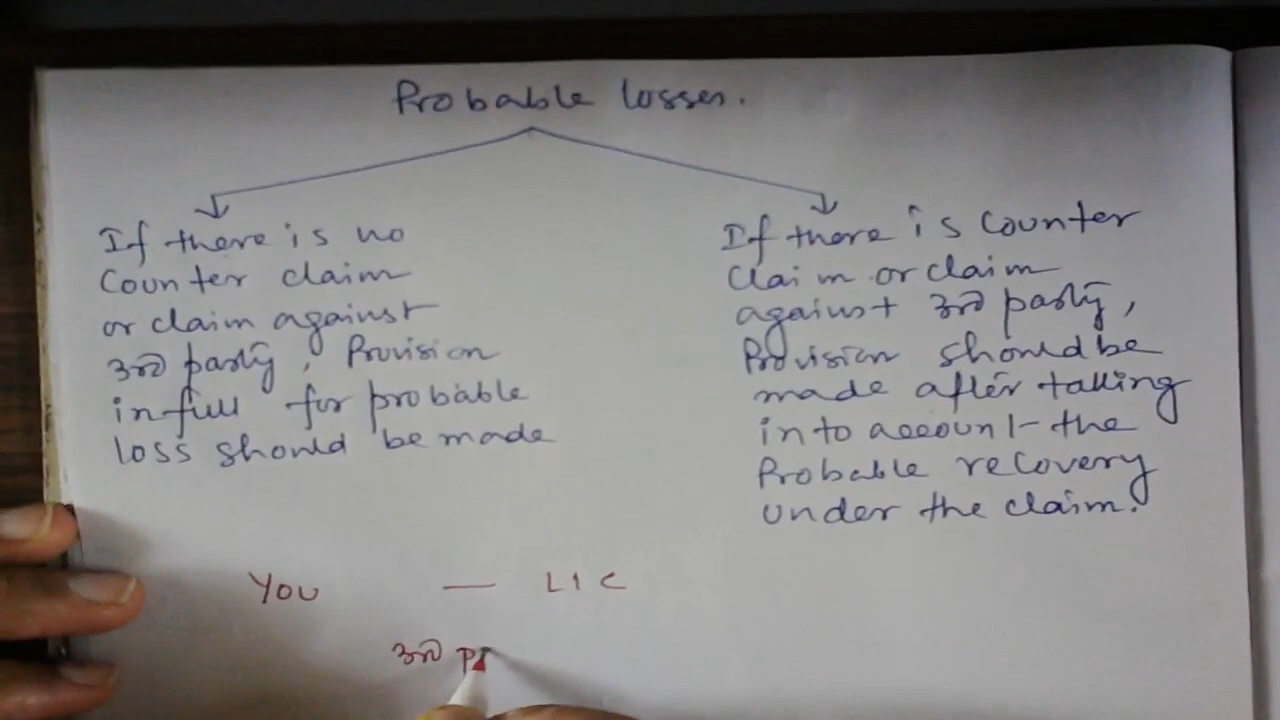 Probable losses.
If there is no
Counter claim
or claim against
3rd party, Provision
in full for probable
loss should be made
If there is Counter
Claim or claim
against 3rd party,
Provision should be
made after taking
into account the
Probable recovery
under the claim.
You — LIC
3rd P